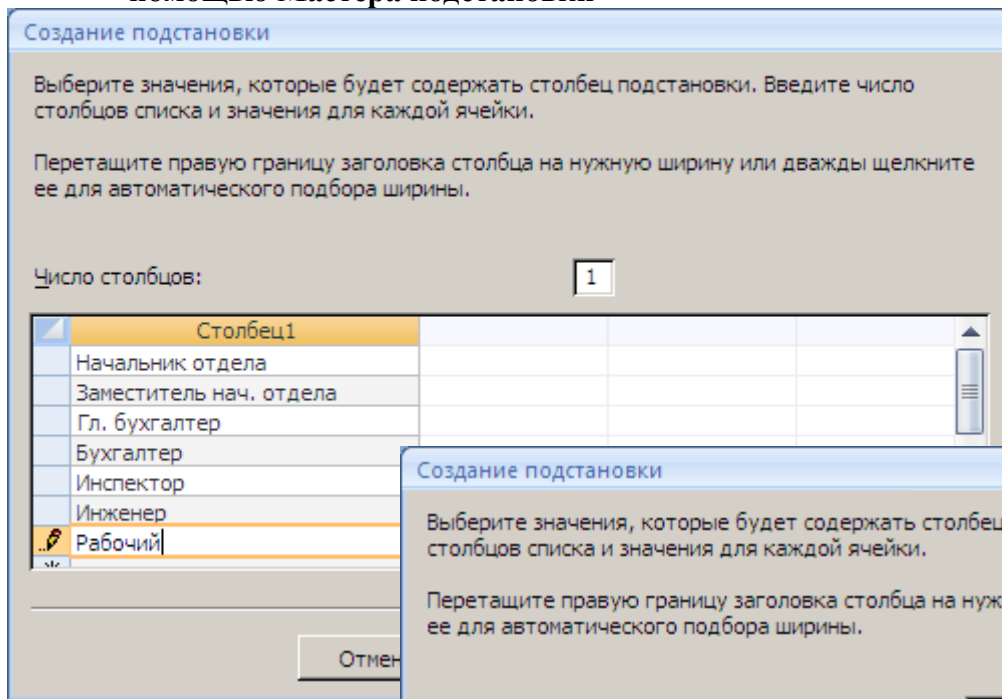 помощью Мастера подстановки
Создание подстановки
Выберите значения, которые будет содержать столбец подстановки. Введите число
столбцов списка и значения для каждой ячейки.
Перетащите правую границу заголовка столбца на нужную ширину или дважды щелкните
ее для автоматического подбора ширины.
Число столбцов: 1
Столбец1
Начальник отдела
Заместитель нач. отдела
Гл. бухгалтер
Бухгалтер
Инспектор
Инженер
Рабочий
Отмен
Создание подстановки
Выберите значения, которые будет содержать столбец
столбцов списка и значения для каждой ячейки.
Перетащите правую границу заголовка столбца на нуж
ее для автоматического подбора ширины.